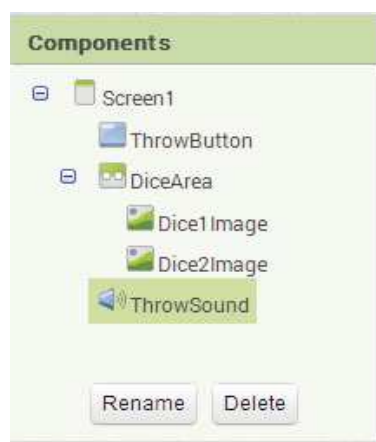 Components
Screen1
ThrowButton
DiceArea
Dice1Image
Dice2Image
ThrowSound
Rename Delete